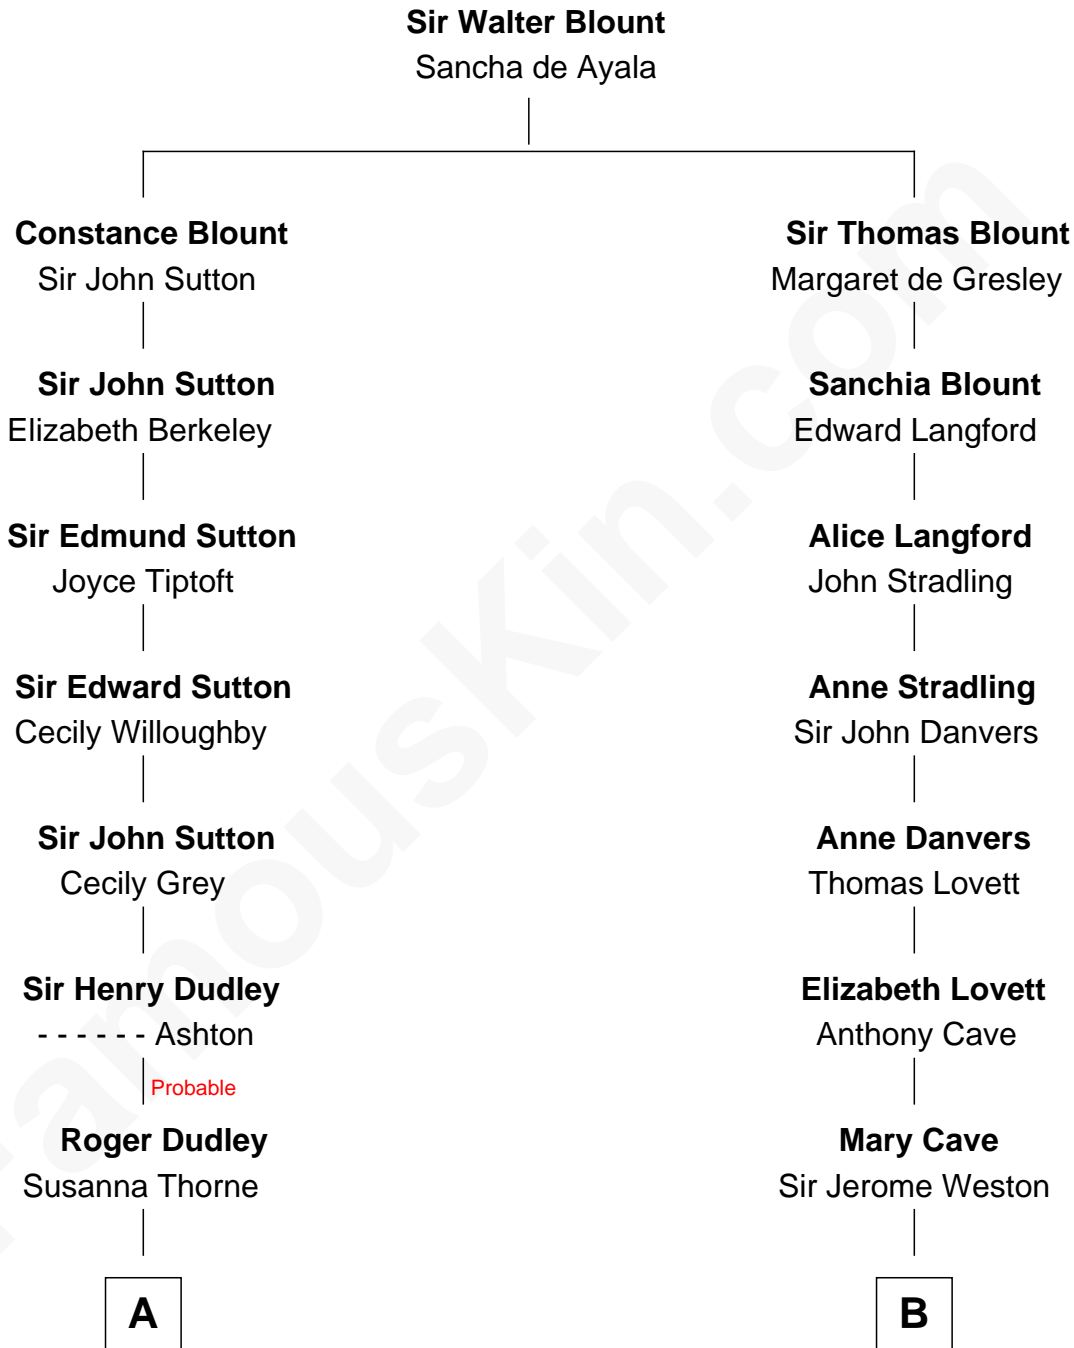 Sir Walter Blount
Sancha de Ayala
Constance Blount
Sir John Sutton
Sir John Sutton
Elizabeth Berkeley
Sir Edmund Sutton
Joyce Tiptoft
Sir Edward Sutton
Cecily Willoughby
Sir John Sutton
Cecily Grey
Sir Henry Dudley
- - - - - - Ashton
Probable
Roger Dudley
Susanna Thorne
A
Sir Thomas Blount
Margaret de Gresley
Sanchia Blount
Edward Langford
Alice Langford
John Stradling
Anne Stradling
Sir John Danvers
Anne Danvers
Thomas Lovett
Elizabeth Lovett
Anthony Cave
Mary Cave
Sir Jerome Weston
B
FamousKin.com